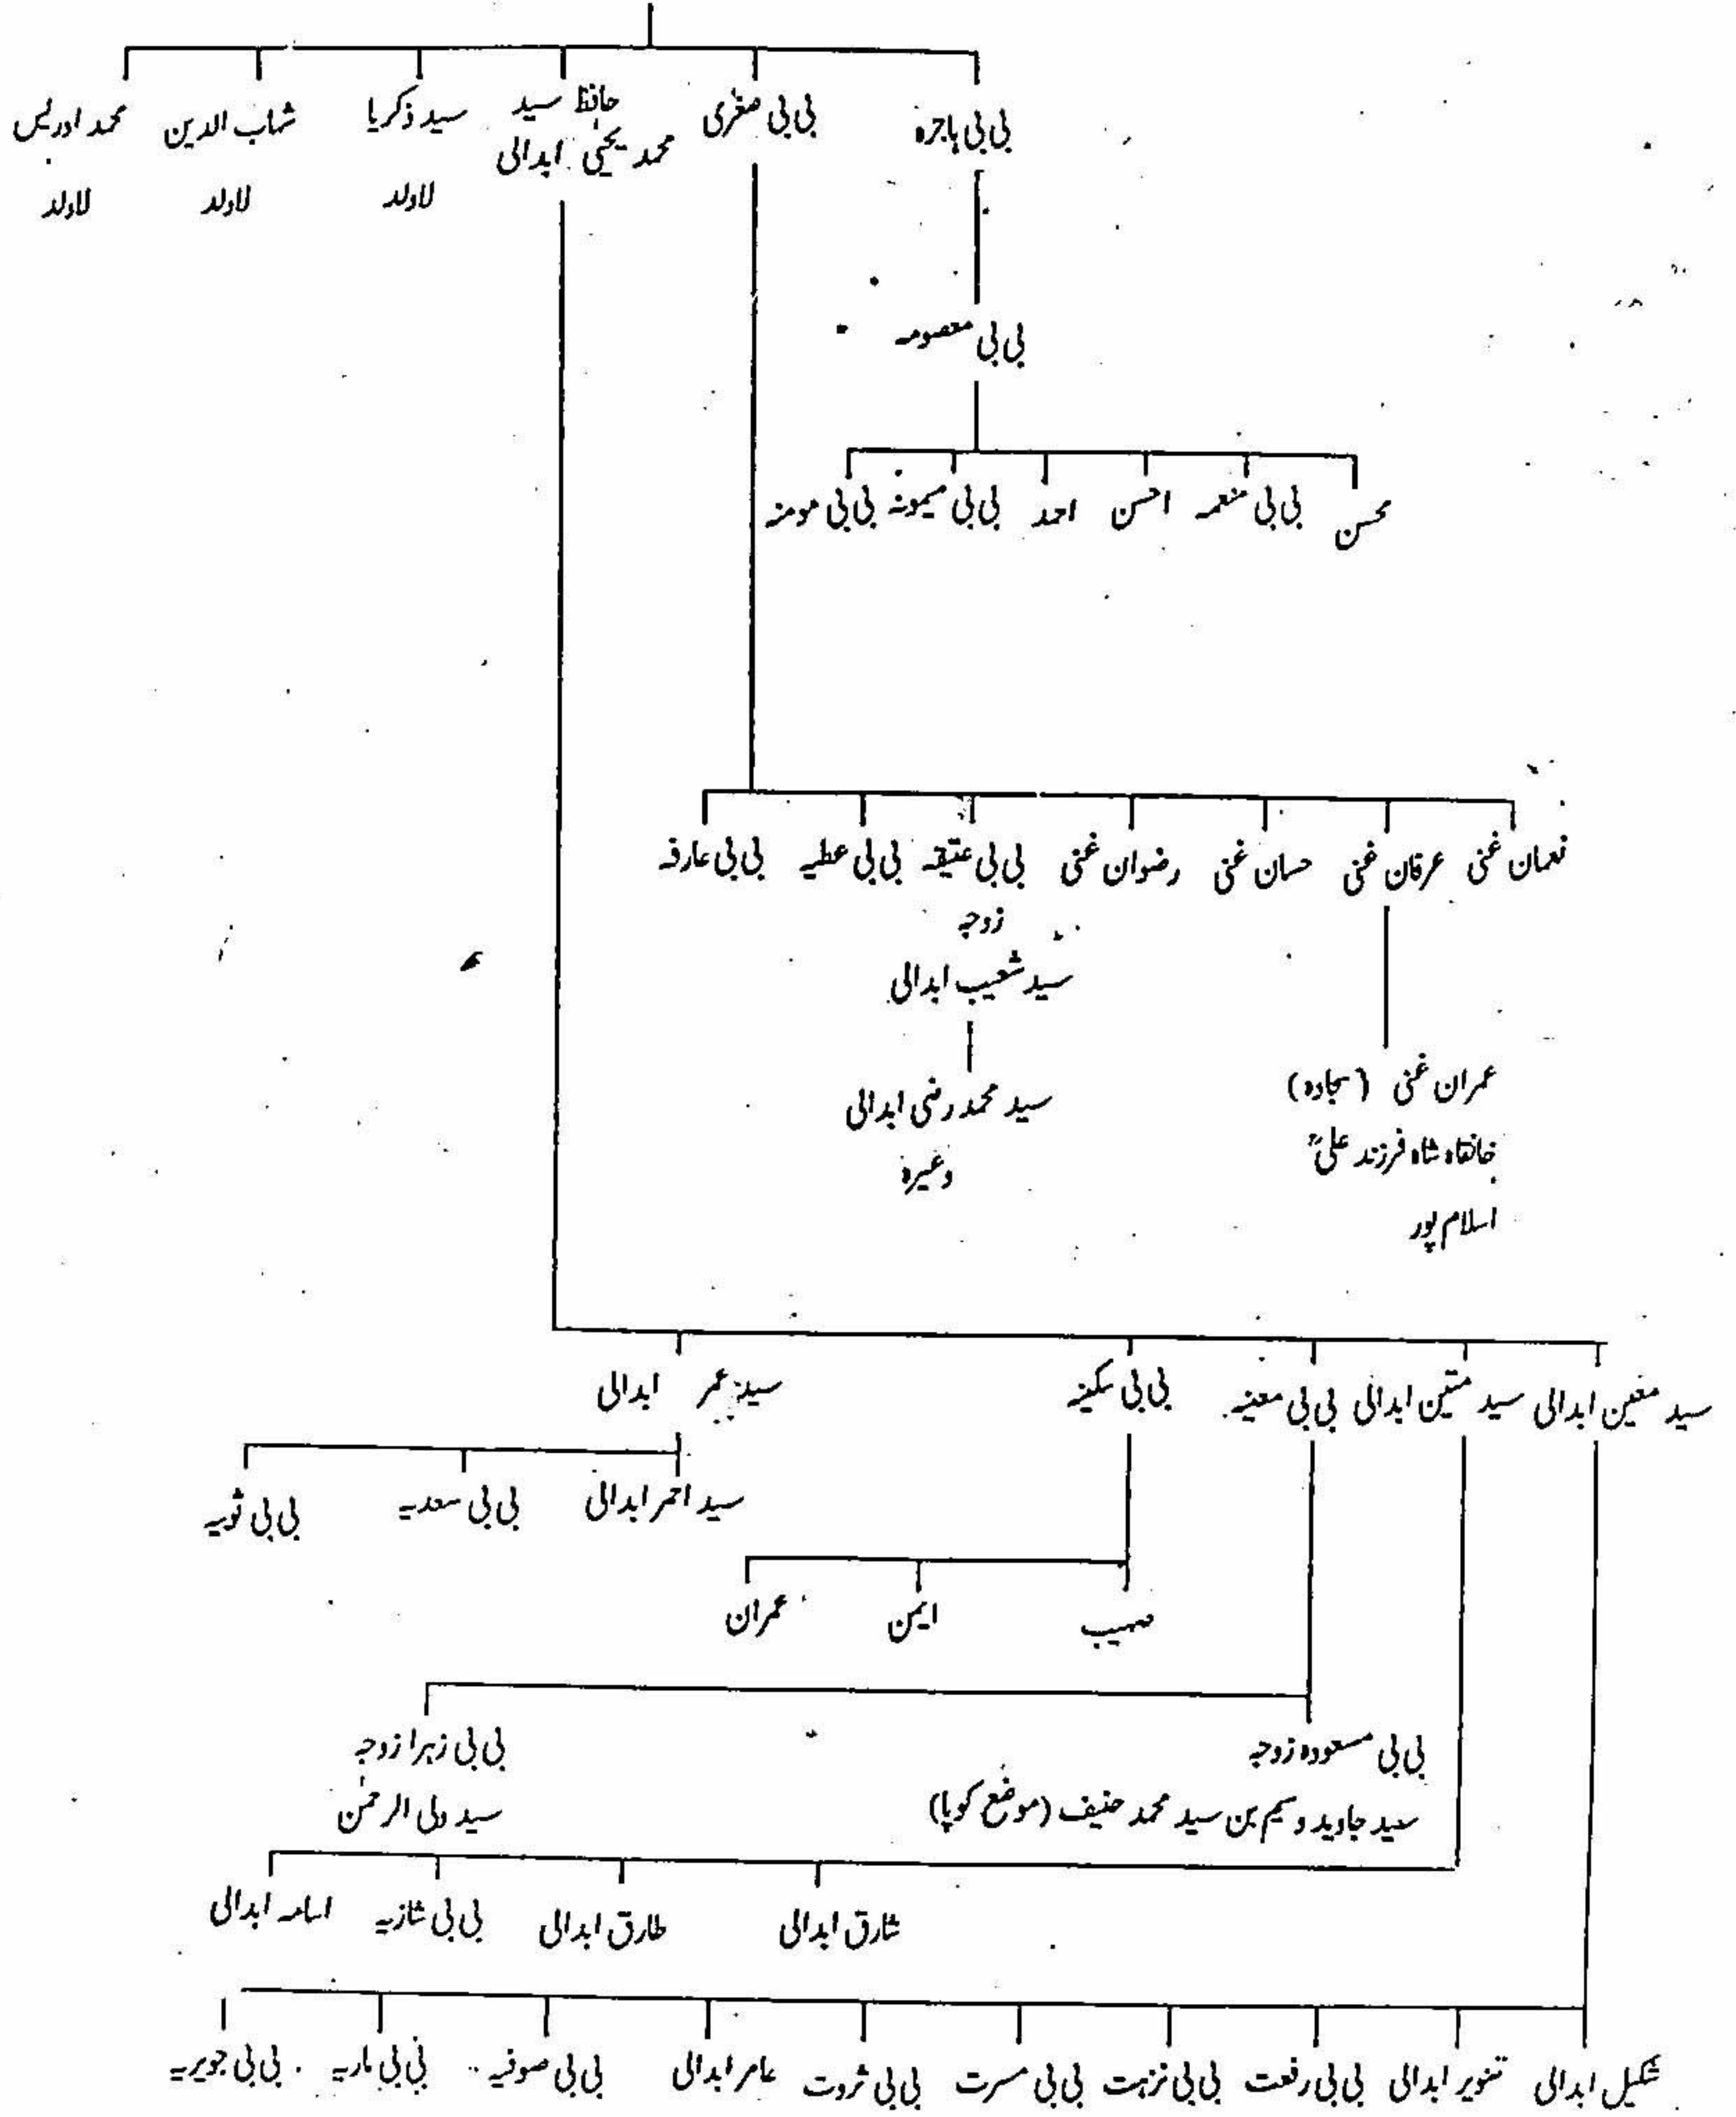 بی بی ہاجرہ
بی بی صغریٰ
حافظ سید
محمد یحییٰ ابدالی
سید ذکریا
لاولد
شہاب الدین
لاولد
محمد ادریس
لاولد
بی بی معصومہ
محسن
بی بی منعمہ
احسن
احمد
بی بی میمونہ
بی بی مومنہ
نعمان غنی
عرفان غنی
حسان غنی
رضوان غنی
بی بی عتیقہ
زوجہ
سید شعیب ابدالی
بی بی عطیہ
بی بی عارفہ
سید محمد رضی ابدالی
وغیرہ
عمران غنی (سجادہ)
خانقاہ شاہ فرزند علیؒ
اسلام پور
سید معین ابدالی
سید متین ابدالی
بی بی معینہ
بی بی سکینہ
سید عمر ابدالی
سید احمر ابدالی
بی بی سعدیہ
بی بی ثوبیہ
صہیب
ایمن
عمران
بی بی مسعودہ زوجہ
سید جاوید وسیم بن سید محمد حنیف (موضع کوپا)
بی بی زہرا زوجہ
سید ولی الرحمٰن
شارق ابدالی
طارق ابدالی
بی بی شازیہ
اسامہ ابدالی
شکیل ابدالی
تنویر ابدالی
بی بی رفعت
بی بی نزہت
بی بی مسرت
بی بی ثروت
عامر ابدالی
بی بی صوفیہ
بی بی ماریہ
بی بی جویریہ